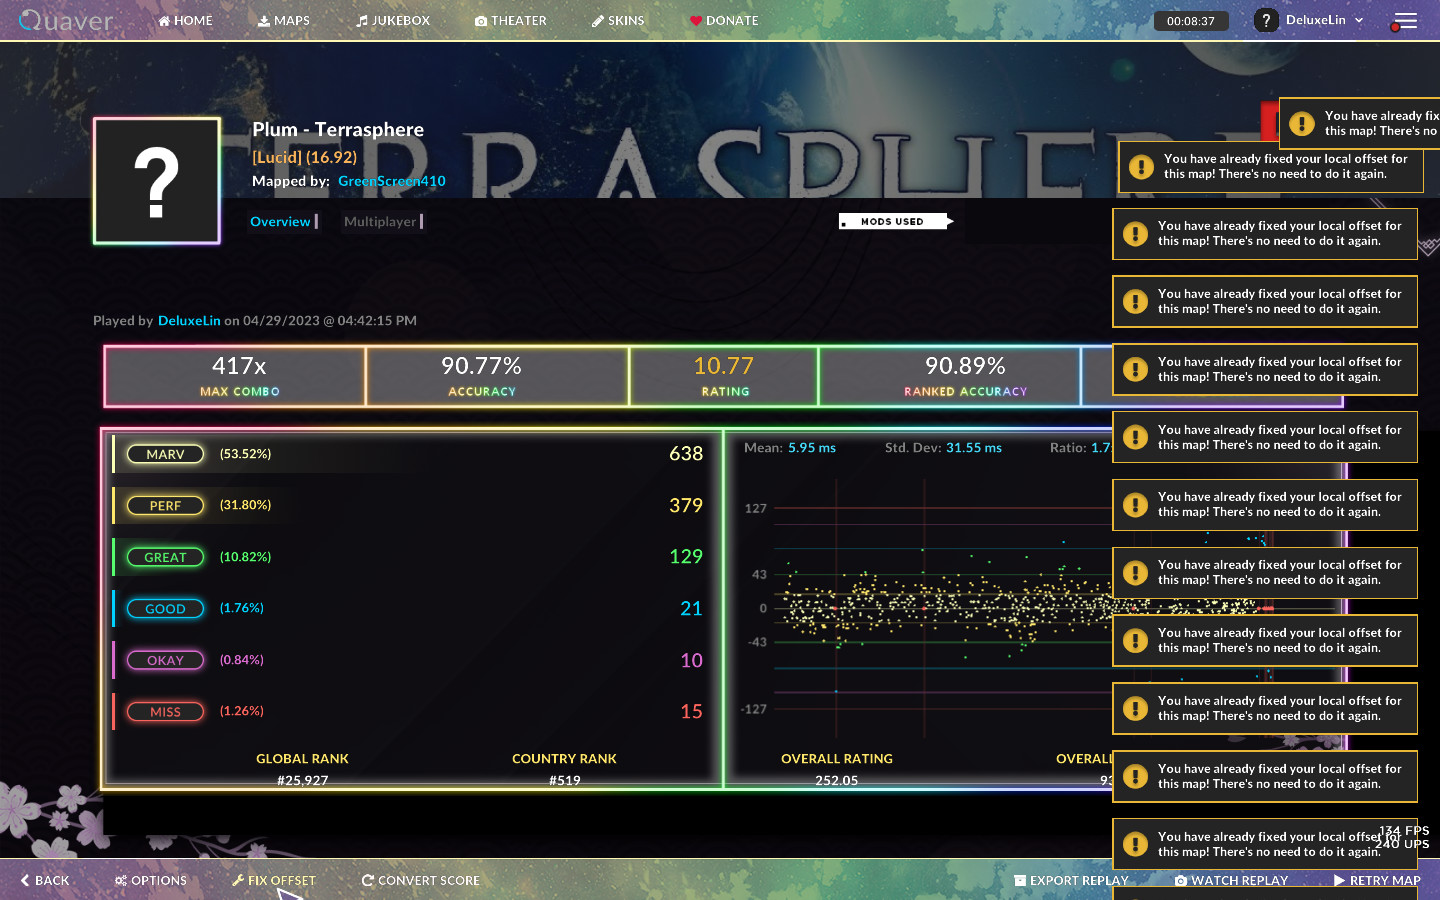 Quaver
HOME
MAPS
JUKEBOX
THEATER
SKINS
DONATE
00:08:37
?
DeluxeLin
TERRASPHERE
?
Plum - Terrasphere
[Lucid] (16.92)
Mapped by: GreenScreen410
Overview
Multiplayer
MODS USED
You have already fix
this map! There's no
You have already fixed your local offset for
this map! There's no need to do it again.
You have already fixed your local offset for
this map! There's no need to do it again.
You have already fixed your local offset for
this map! There's no need to do it again.
You have already fixed your local offset for
this map! There's no need to do it again.
You have already fixed your local offset for
this map! There's no need to do it again.
You have already fixed your local offset for
this map! There's no need to do it again.
You have already fixed your local offset for
this map! There's no need to do it again.
You have already fixed your local offset for
this map! There's no need to do it again.
You have already fixed your local offset for
this map! There's no need to do it again.
You have already fixed your local offset for
this map! There's no need to do it again.
You have already fixed your local offset for
this map! There's no need to do it again.
Played by DeluxeLin on 04/29/2023 @ 04:42:15 PM
417x
MAX COMBO
90.77%
ACCURACY
10.77
RATING
90.89%
RANKED ACCURACY
MARV (53.52%) 638
PERF (31.80%) 379
GREAT (10.82%) 129
GOOD (1.76%) 21
OKAY (0.84%) 10
MISS (1.26%) 15
Mean: 5.95 ms
Std. Dev: 31.55 ms
Ratio: 1.7
127
43
0
-43
-127
GLOBAL RANK
#25,927
COUNTRY RANK
#519
OVERALL RATING
252.05
OVERALL
93
134 FPS
240 UPS
BACK
OPTIONS
FIX OFFSET
CONVERT SCORE
EXPORT REPLAY
WATCH REPLAY
RETRY MAP